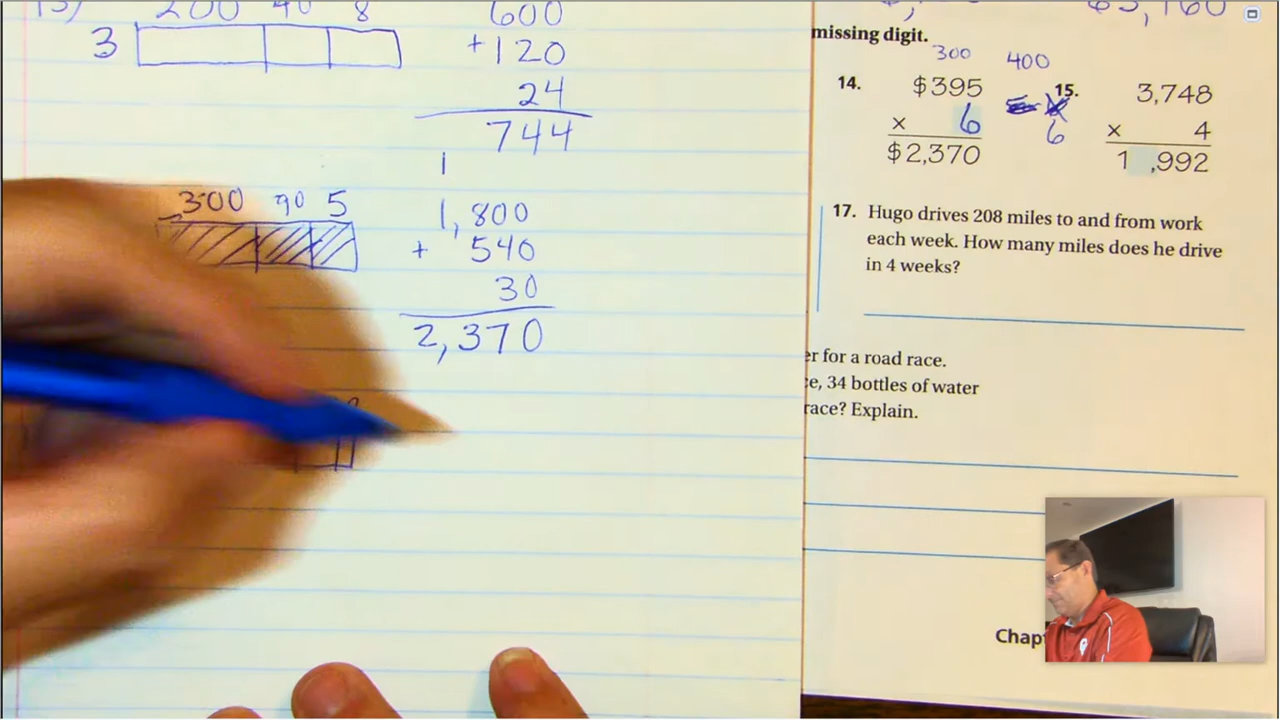 200 40 8
3
600
+120
24
744
1
300 90 5
1,800
+ 540
30
2,370
missing digit.
300 400
14. $395
× 6
$2,370
6
15. 3,748
× 4
1 ,992
17. Hugo drives 208 miles to and from work
each week. How many miles does he drive
in 4 weeks?
er for a road race.
ce, 34 bottles of water
race? Explain.
Chapt